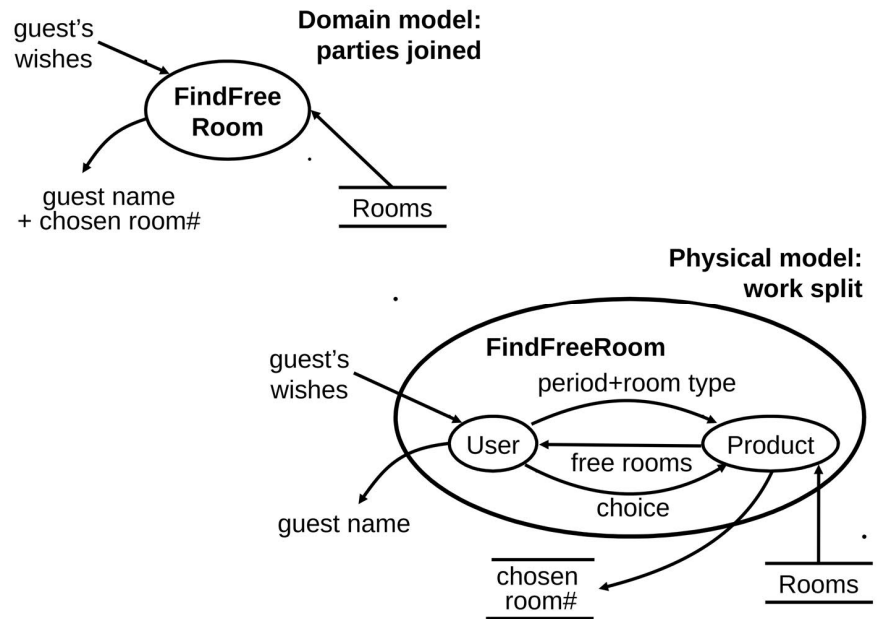 Domain model:
parties joined
guest’s
wishes
FindFree
Room
guest name
+ chosen room#
Rooms
Physical model:
work split
FindFreeRoom
guest’s
wishes
period+room type
User
Product
free rooms
choice
guest name
chosen
room#
Rooms